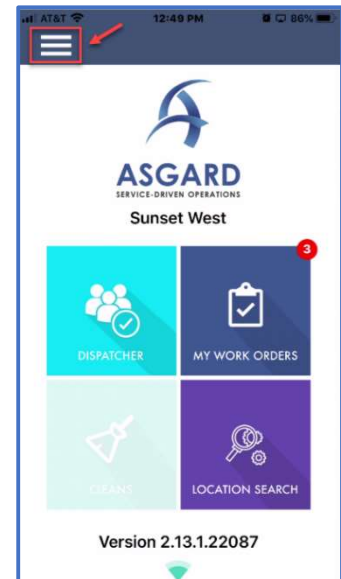 AT&T 12:49 PM 86%
ASGARD
SERVICE-DRIVEN OPERATIONS
Sunset West
3
DISPATCHER MY WORK ORDERS
CLEANS LOCATION SEARCH
Version 2.13.1.22087